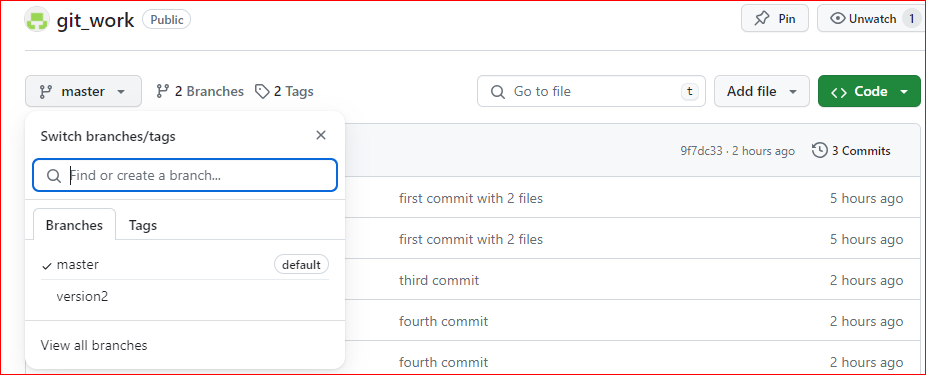 git_work Public Pin Unwatch 1
master 2 Branches 2 Tags Go to file t Add file Code
Switch branches/tags
9f7dc33 · 2 hours ago 3 Commits
Find or create a branch...
first commit with 2 files 5 hours ago
Branches Tags
first commit with 2 files 5 hours ago
master default
third commit 2 hours ago
version2
fourth commit 2 hours ago
View all branches
fourth commit 2 hours ago